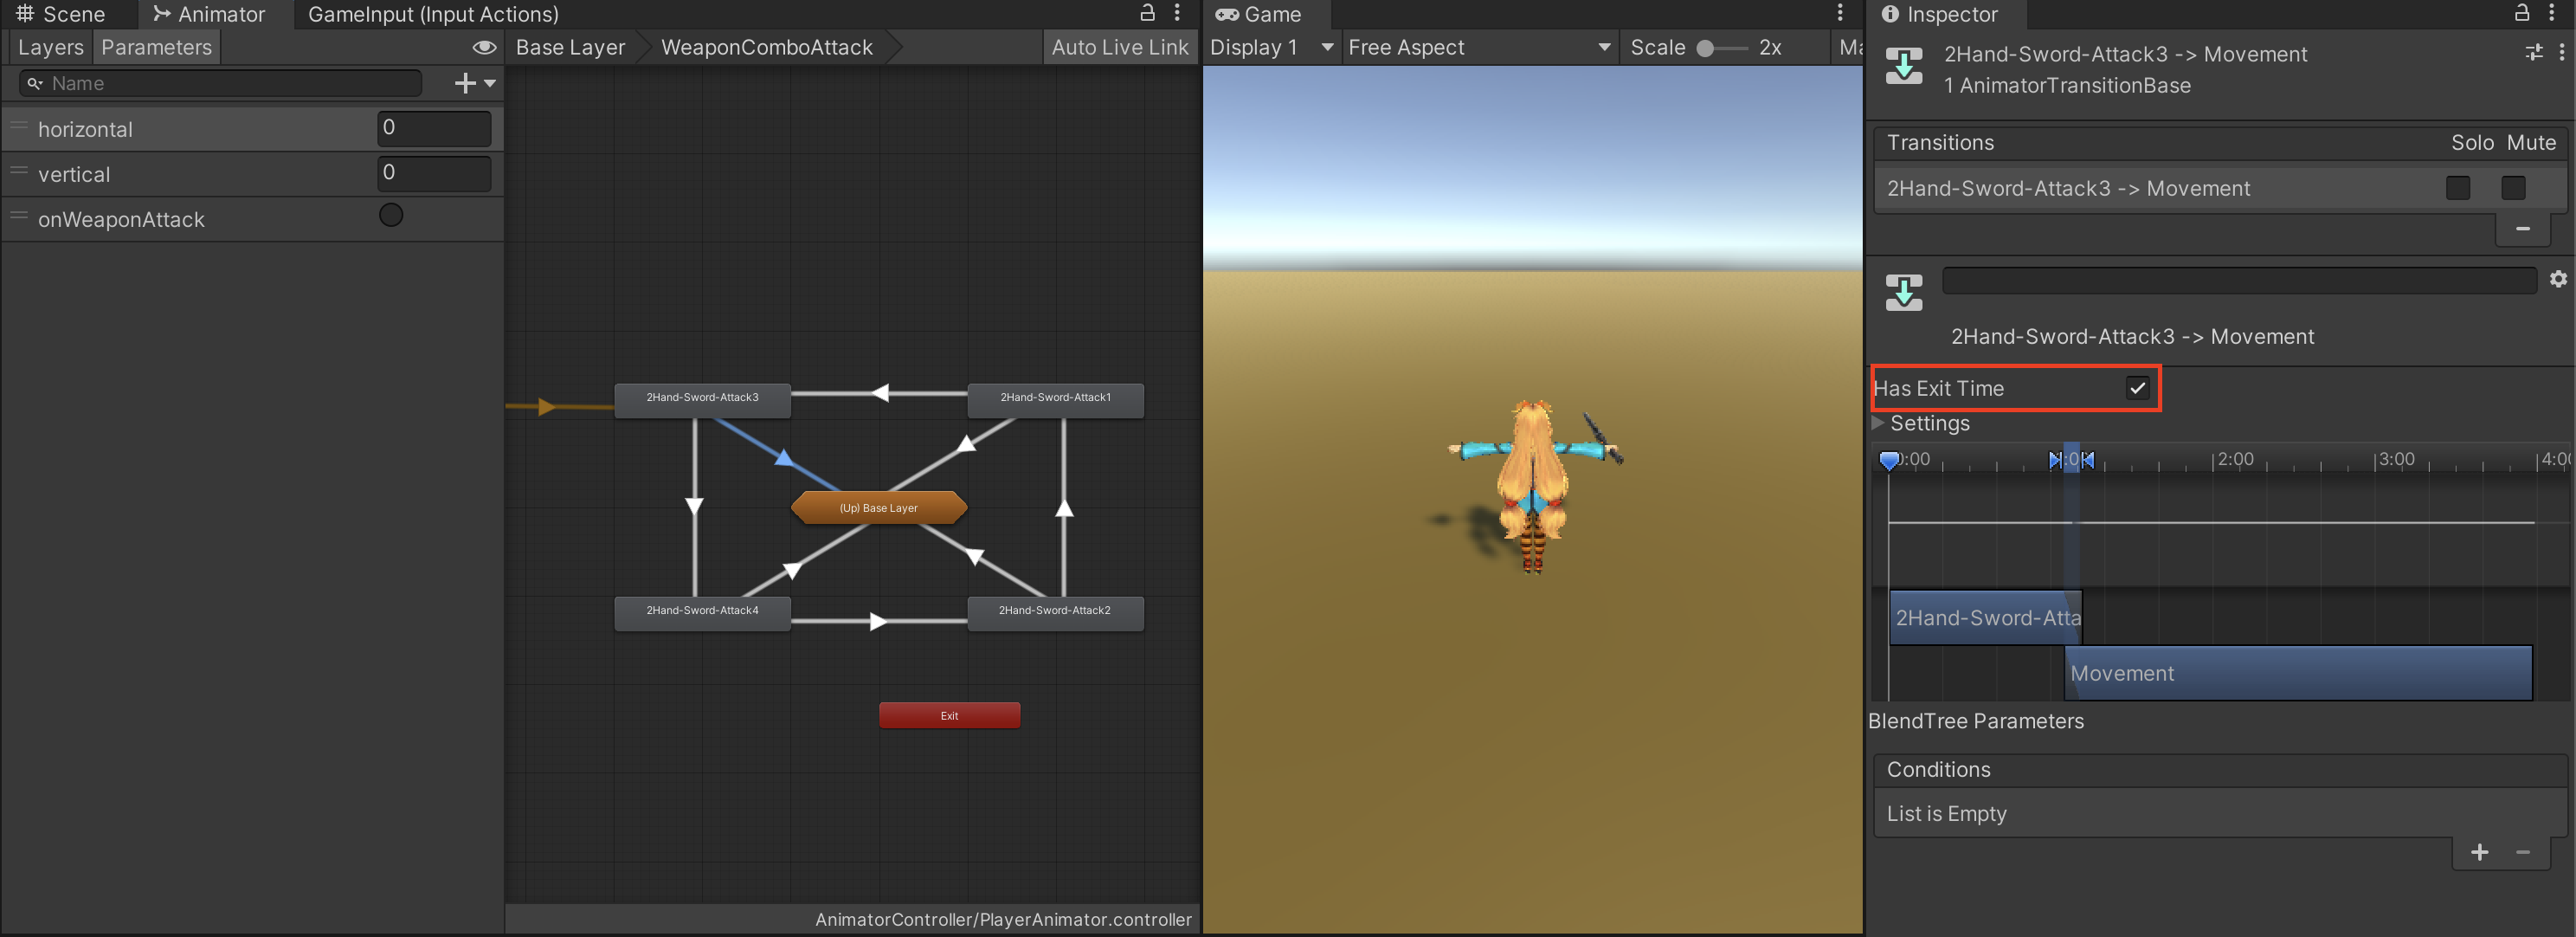 Scene
Animator
GameInput (Input Actions)
Layers
Parameters
Name
horizontal
0
vertical
0
onWeaponAttack
Base Layer
WeaponComboAttack
Auto Live Link
2Hand-Sword-Attack3
2Hand-Sword-Attack1
(Up) Base Layer
2Hand-Sword-Attack4
2Hand-Sword-Attack2
Exit
AnimatorController/PlayerAnimator.controller
Game
Display 1
Free Aspect
Scale
2x
Ma
Inspector
2Hand-Sword-Attack3 -> Movement
1 AnimatorTransitionBase
Transitions
Solo
Mute
2Hand-Sword-Attack3 -> Movement
2Hand-Sword-Attack3 -> Movement
Has Exit Time
Settings
0:00
2:00
3:00
2Hand-Sword-Atta
Movement
BlendTree Parameters
Conditions
List is Empty